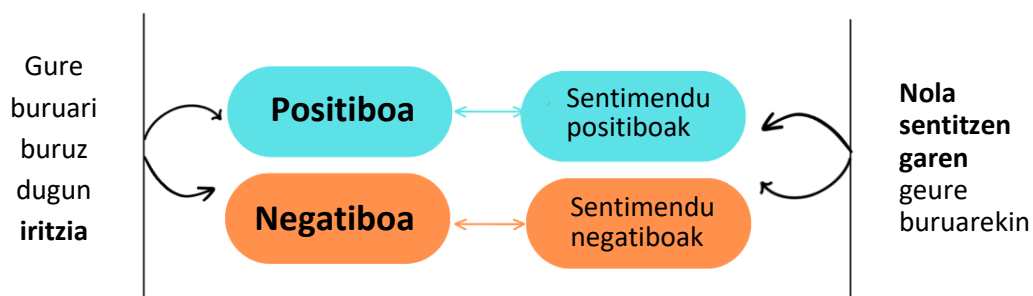 Gure
buruari
buruz
dugun
iritzia
Positiboa
Sentimendu
positiboak
Negatiboa
Sentimendu
negatiboak
Nola
sentitzen
garen
geure
buruarekin